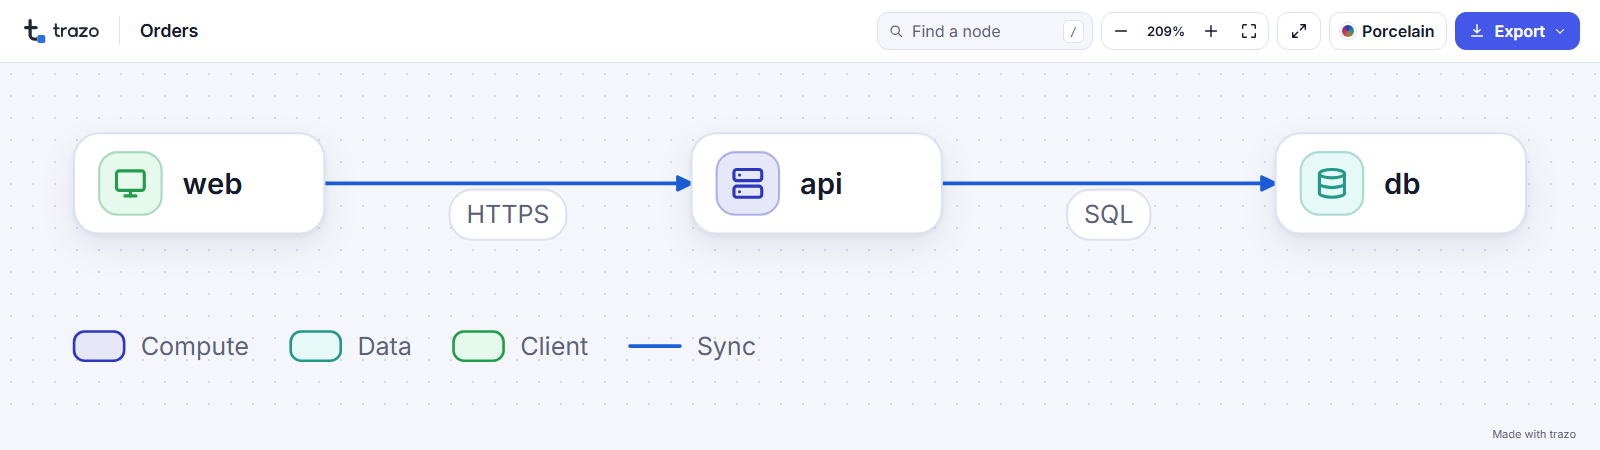 trazo
Orders
Find a node
/
209%
Porcelain
Export
web
HTTPS
api
SQL
db
Compute
Data
Client
Sync
Made with trazo